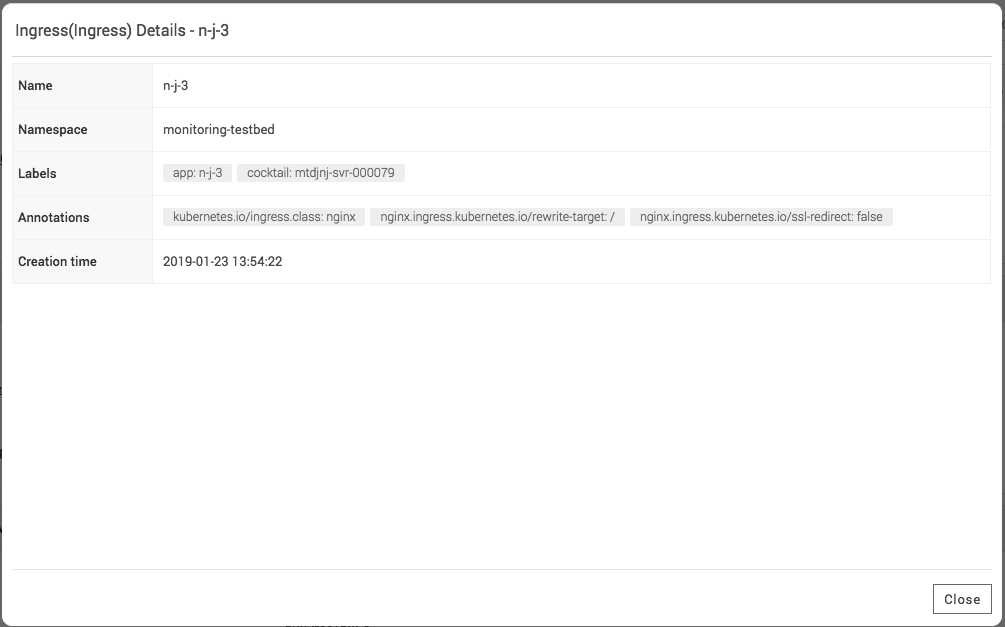 Ingress(Ingress) Details - n-j-3
Name n-j-3
Namespace monitoring-testbed
Labels app: n-j-3 cocktail: mtdjnj-svr-000079
Annotations kubernetes.io/ingress.class: nginx nginx.ingress.kubernetes.io/rewrite-target: / nginx.ingress.kubernetes.io/ssl-redirect: false
Creation time 2019-01-23 13:54:22
Close